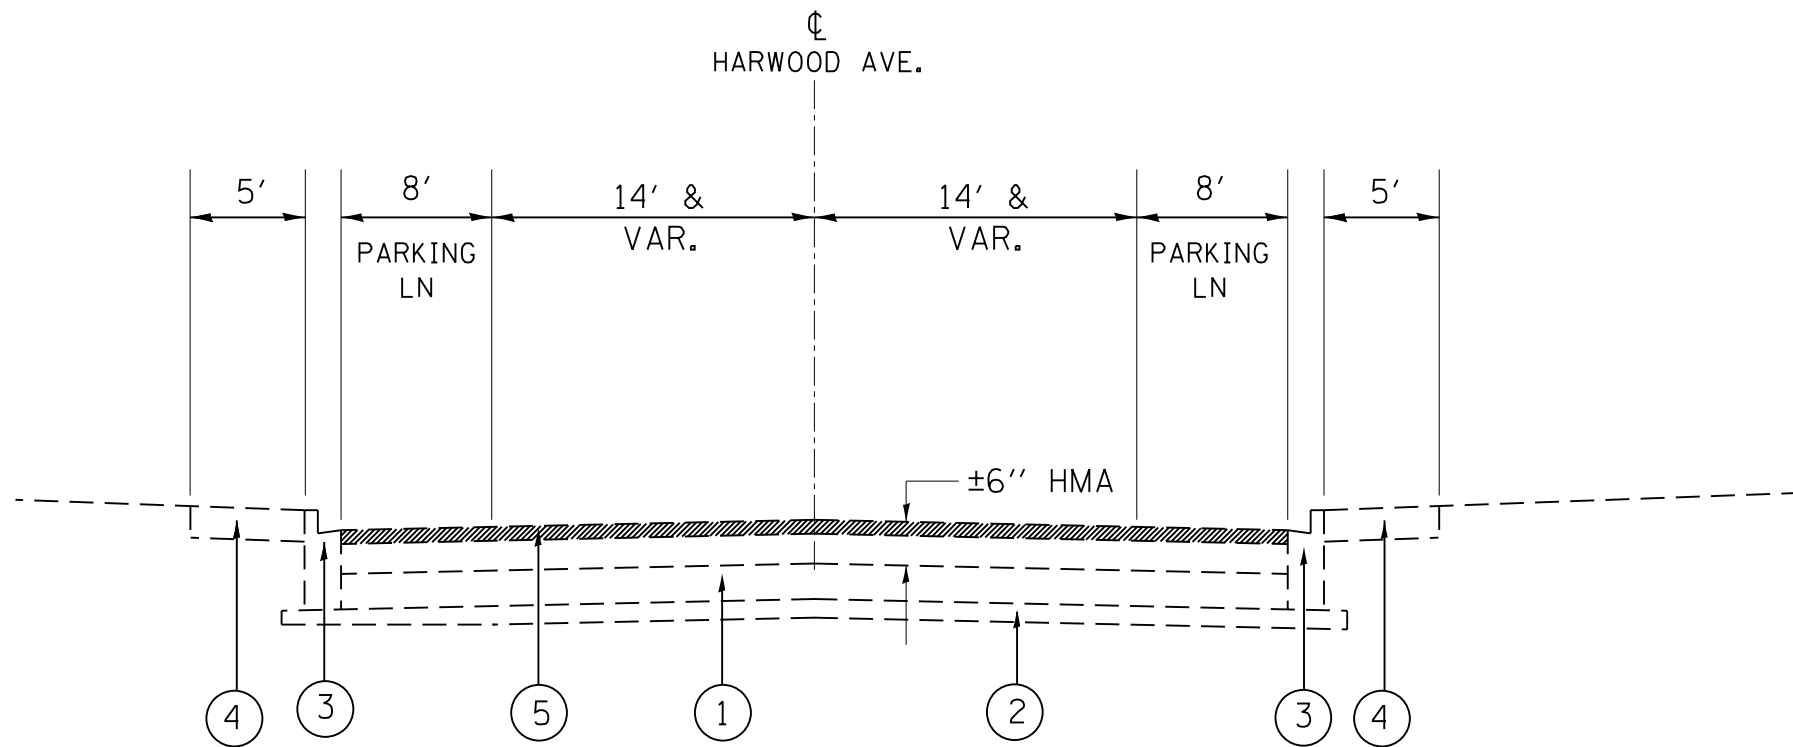 ℄
HARWOOD AVE.
5' 8' 14' & 14' & 8' 5'
VAR. VAR.
PARKING PARKING
LN LN
±6'' HMA
4 3 5 1 2 3 4